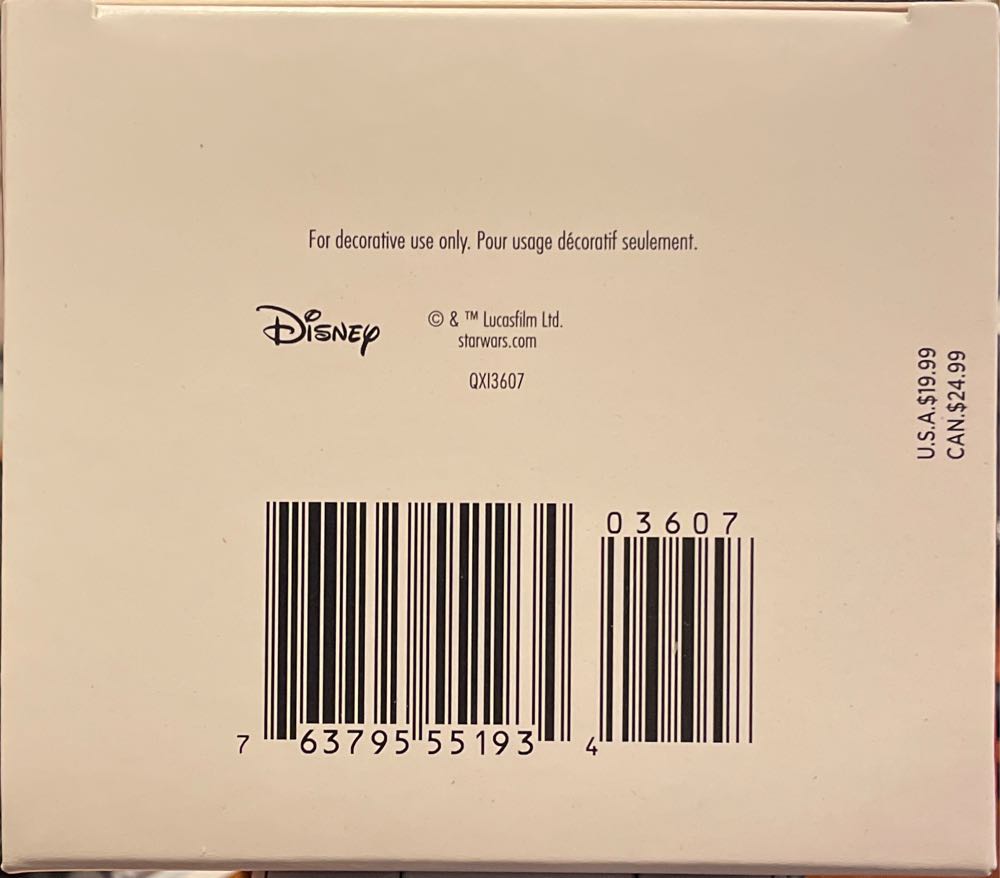 For decorative use only. Pour usage décoratif seulement.
Disney
© & ™ Lucasfilm Ltd.
starwars.com
QXI3607
U.S.A.$19.99
CAN.$24.99
03607
7 63795 55193 4